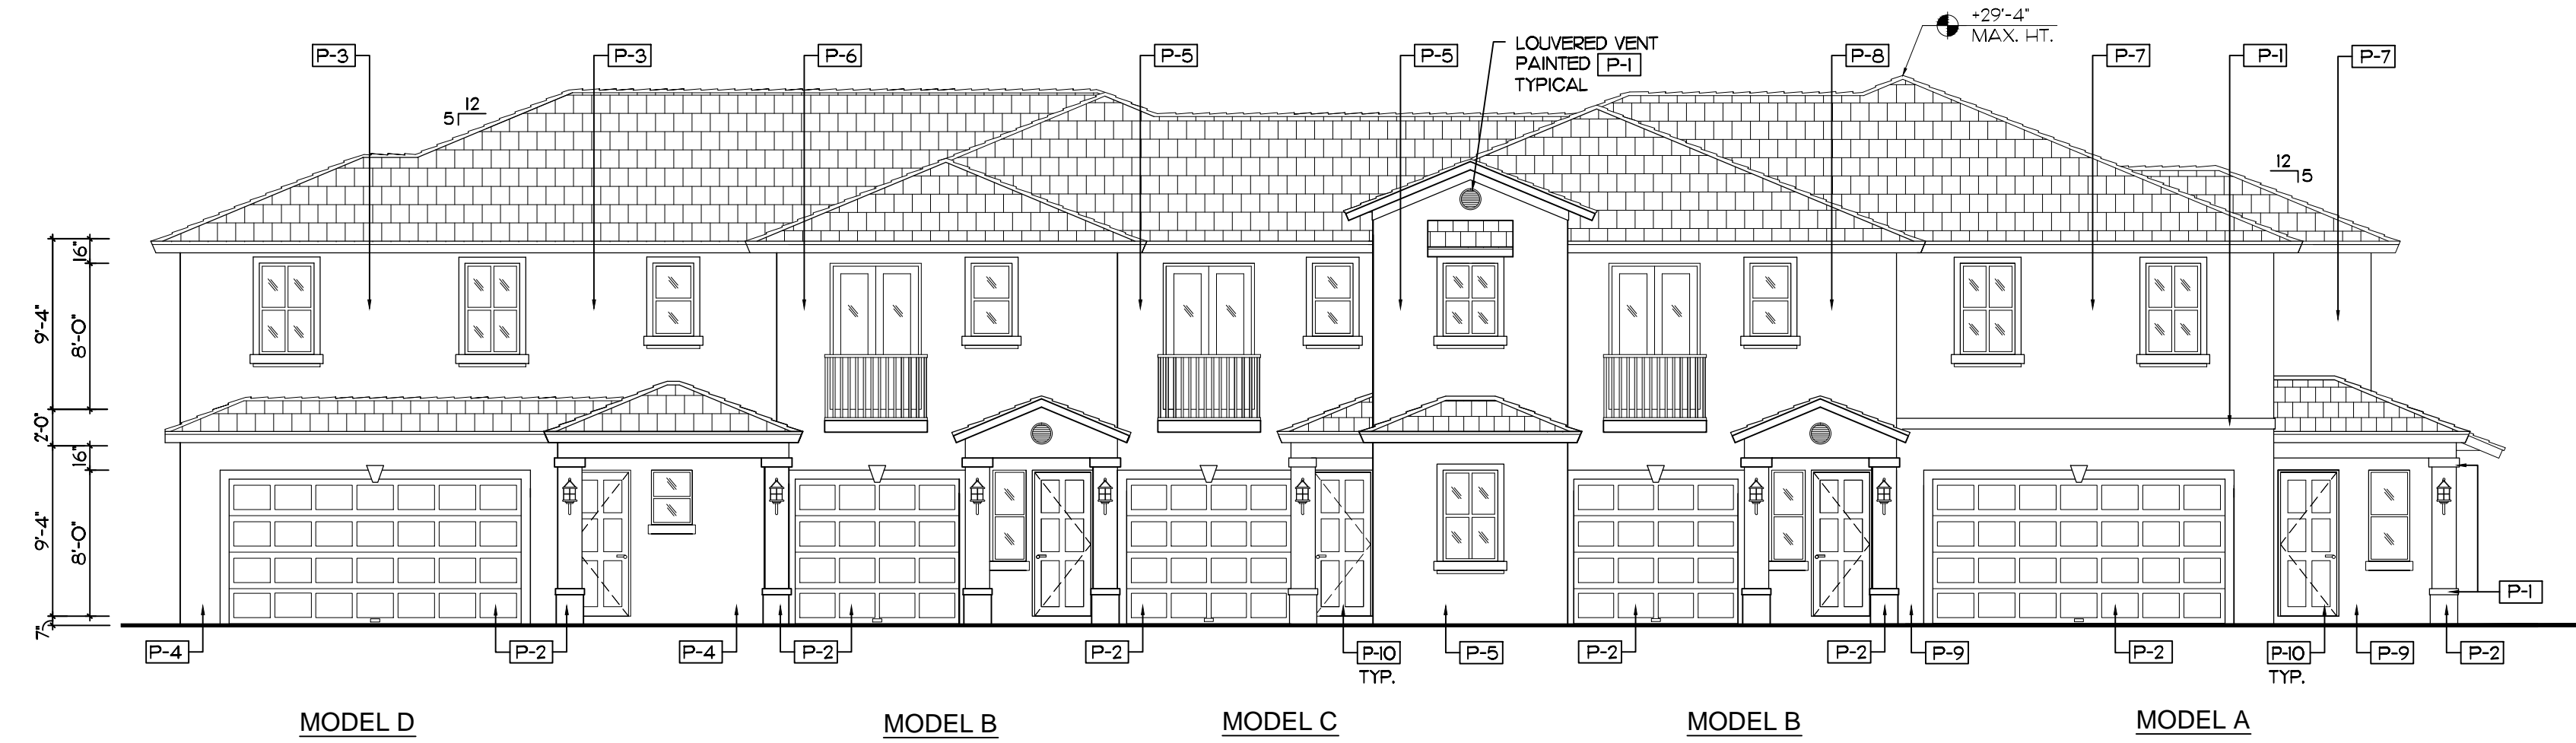 +29'-4"
MAX. HT.
P-3
P-3
P-6
P-5
P-5
LOUVERED VENT
PAINTED P-1
TYPICAL
P-8
P-7
P-1
P-7
12
5
12
5
16"
9'-4"
8'-0"
2'-0"
16"
9'-4"
8'-0"
7"
P-1
P-4
P-2
P-4
P-2
P-2
P-10
TYP.
P-5
P-2
P-2
P-9
P-2
P-10
TYP.
P-9
P-2
MODEL D
MODEL B
MODEL C
MODEL B
MODEL A